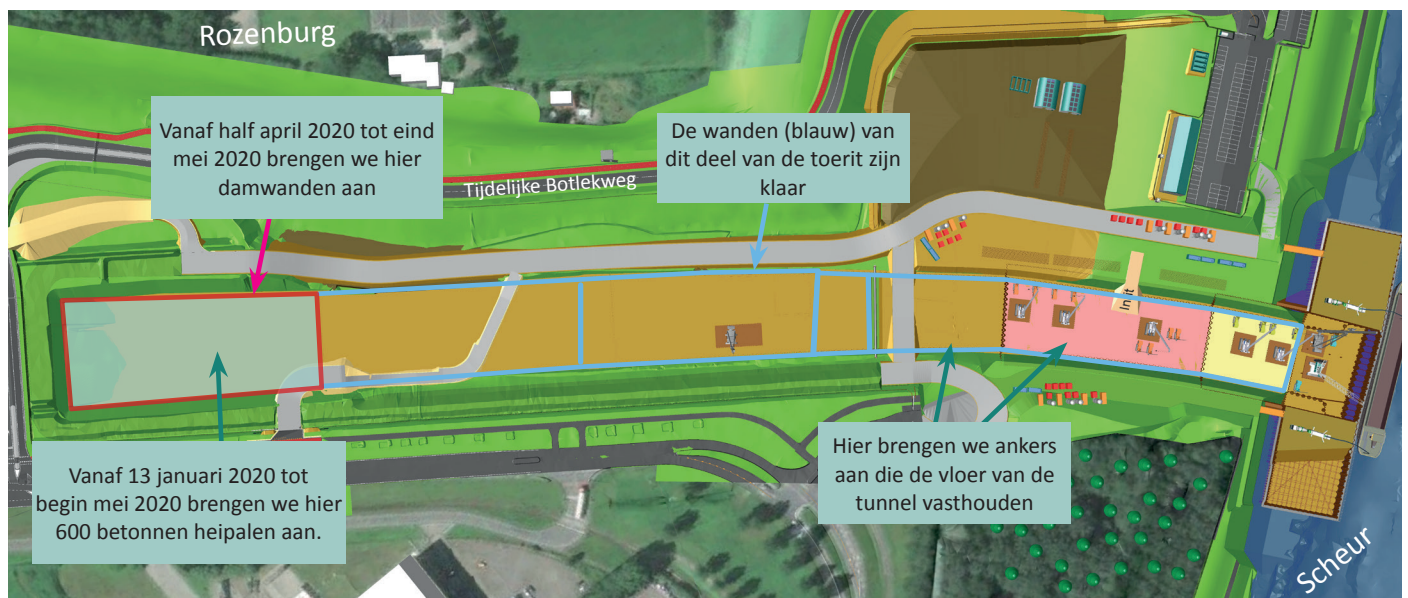 Rozenburg
Vanaf half april 2020 tot eind
mei 2020 brengen we hier
damwanden aan
De wanden (blauw) van
dit deel van de toerit zijn
klaar
Tijdelijke Botlekweg
Inrit
Vanaf 13 januari 2020 tot
begin mei 2020 brengen we hier
600 betonnen heipalen aan.
Hier brengen we ankers
aan die de vloer van de
tunnel vasthouden
Scheur